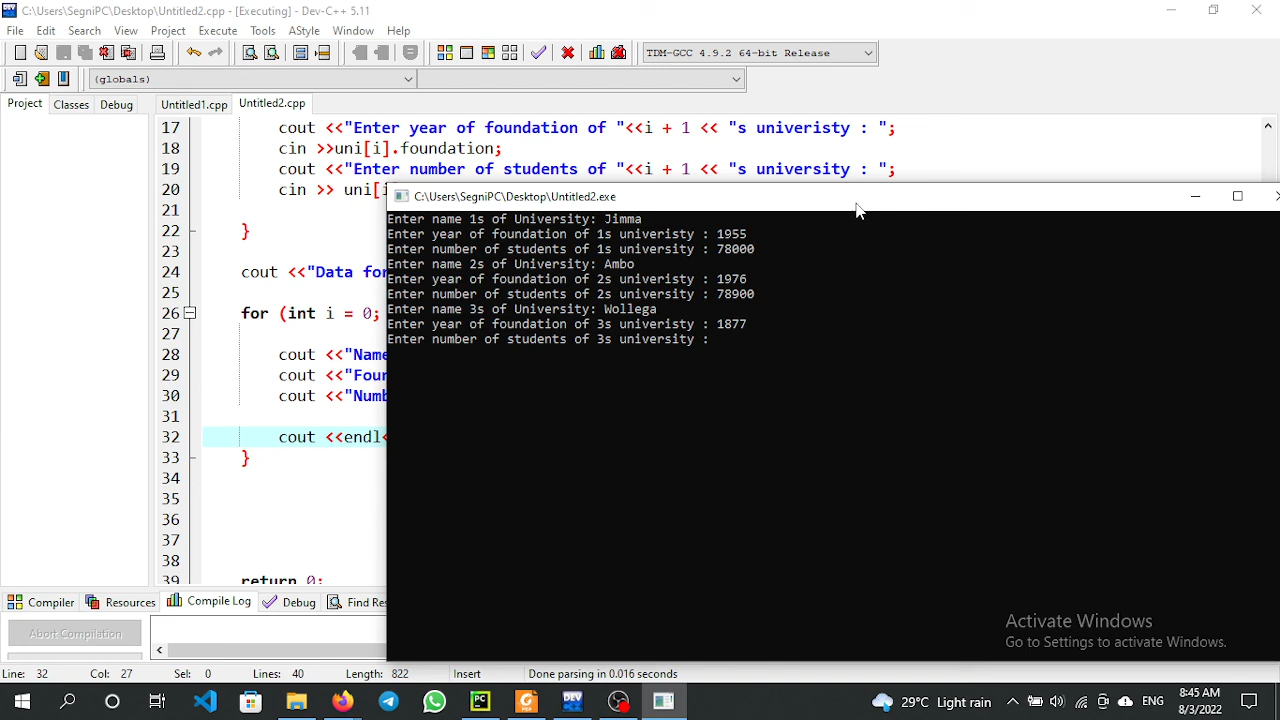 C:\Users\SegniPC\Desktop\Untitled2.cpp - [Executing] - Dev-C++ 5.11
File Edit Search View Project Execute Tools AStyle Window Help
TDM-GCC 4.9.2 64-bit Release
(globals)
Project Classes Debug Untitled1.cpp Untitled2.cpp
17 cout <<"Enter year of foundation of "<<i + 1 << "s univeristy : ";
18 cin >>uni[i].foundation;
19 cout <<"Enter number of students of "<<i + 1 << "s university : ";
20 cin >> uni[i
21
22 }
23
24 cout <<"Data for
25
26 for (int i = 0;
27
28 cout <<"Name
29 cout <<"Foun
30 cout <<"Numb
31
32 cout <<endl<
33 }
34
35
36
37
38
39 return 0;
C:\Users\SegniPC\Desktop\Untitled2.exe
Enter name 1s of University: Jimma
Enter year of foundation of 1s univeristy : 1955
Enter number of students of 1s university : 78000
Enter name 2s of University: Ambo
Enter year of foundation of 2s univeristy : 1976
Enter number of students of 2s university : 78900
Enter name 3s of University: Wollega
Enter year of foundation of 3s univeristy : 1877
Enter number of students of 3s university :
Compiler Resources Compile Log Debug Find Res
Abort Compilation
Activate Windows
Go to Settings to activate Windows.
Line: 32 Col: 27 Sel: 0 Lines: 40 Length: 822 Insert Done parsing in 0.016 seconds
29°C Light rain ENG 8:45 AM
8/3/2022